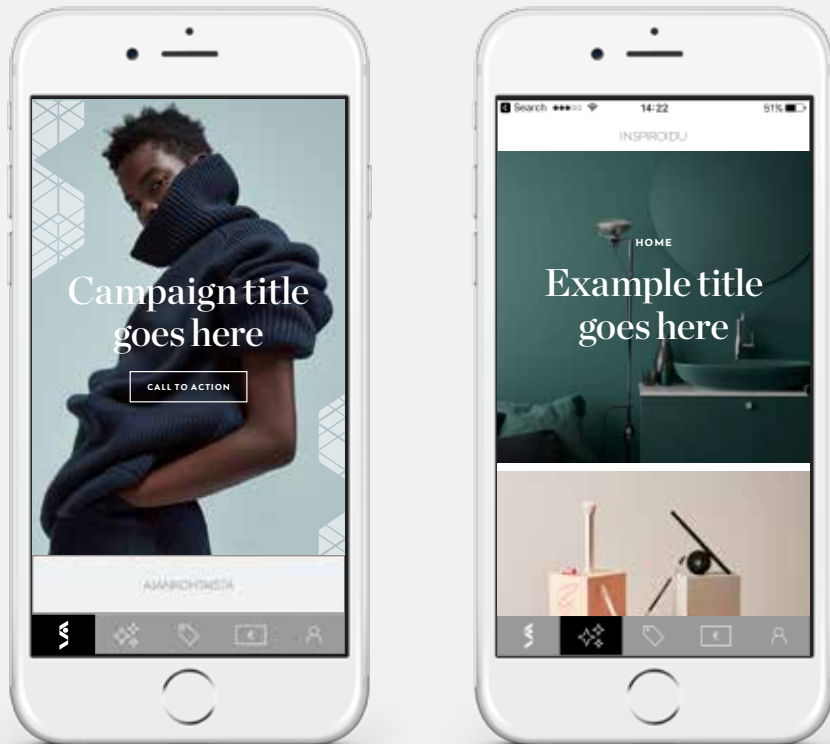 Campaign title
goes here
CALL TO ACTION
AJANKOHTAISTA
€
Search
14:22
51%
INSPIROIDU
HOME
Example title
goes here
€